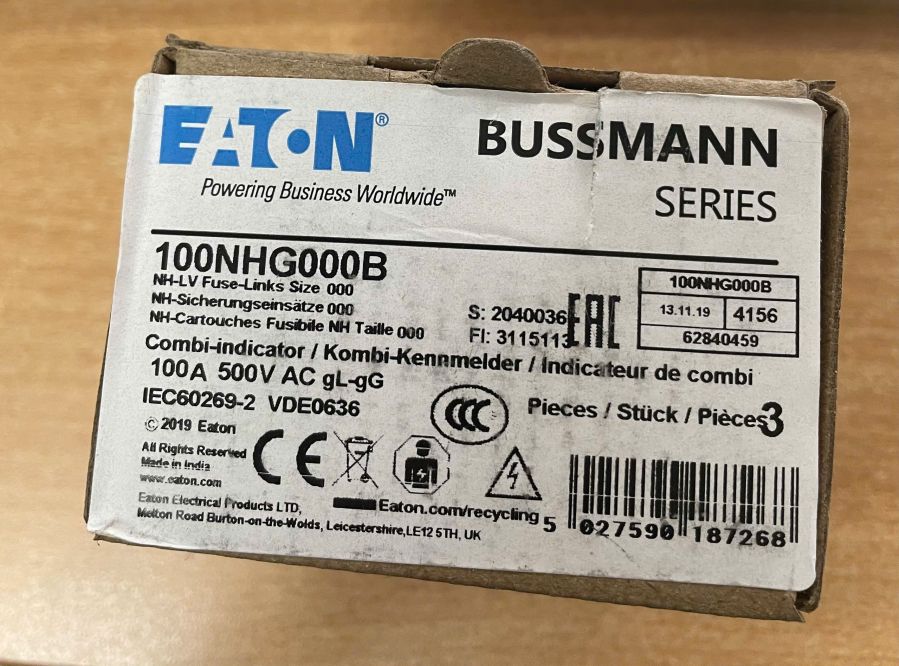 EATON®
Powering Business Worldwide™
BUSSMANN
SERIES
100NHG000B
NH-LV Fuse-Links Size 000
NH-Sicherungseinsätze 000
NH-Cartouches Fusibile NH Taille 000
S: 2040036
FI: 3115113
EAC
100NHG000B
13.11.19 4156
62840459
Combi-indicator / Kombi-Kennmelder / Indicateur de combi
100A 500V AC gL-gG
IEC60269-2 VDE0636
CCC
Pieces / Stück / Pièces 3
© 2019 Eaton
All Rights Reserved
Made in India
www.eaton.com
CE
Eaton Electrical Products LTD,
Melton Road Burton-on-the-Wolds, Leicestershire,LE12 5TH, UK
Eaton.com/recycling
5 027590 187268